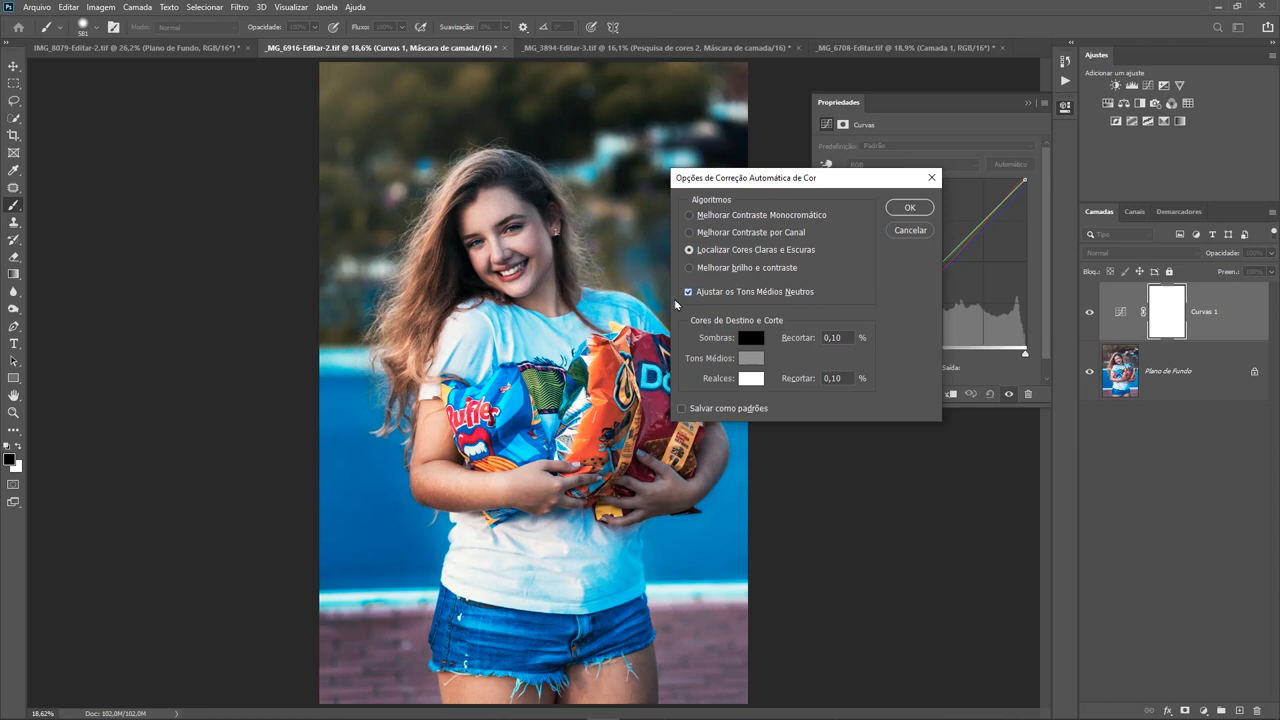 Ps Arquivo Editar Imagem Camada Texto Selecionar Filtro 3D Visualizar Janela Ajuda
581 Modo: Normal Opacidade: 100% Fluxo: 100% Suavização: 0% 0°
IMG_8079-Editar-2.tif @ 26,2% (Plano de Fundo, RGB/16*) * × _MG_6916-Editar-2.tif @ 18,6% (Curvas 1, Máscara de camada/16) * × _MG_3894-Editar-3.tif @ 16,1% (Pesquisa de cores 2, Máscara de camada/16) * × _MG_6708-Editar.tif @ 18,9% (Camada 1, RGB/16*) * ×
Ajustes
Adicionar um ajuste
Propriedades
Curvas
Predefinição: Padrão
RGB Automático
Opções de Correção Automática de Cor
Algoritmos
Melhorar Contraste Monocromático
Melhorar Contraste por Canal
Localizar Cores Claras e Escuras
Melhorar brilho e contraste
Ajustar os Tons Médios Neutros
OK
Cancelar
Cores de Destino e Corte
Sombras: Recortar: 0,10 %
Tons Médios:
Realces: Recortar: 0,10 %
Salvar como padrões
Saída:
Camadas Canais Demarcadores
Tipo
Normal Opacidade: 100%
Bloq.: Preen.: 100%
Curvas 1
Plano de Fundo
Ruffles
Do
18,62% Doc: 102,0M/102,0M